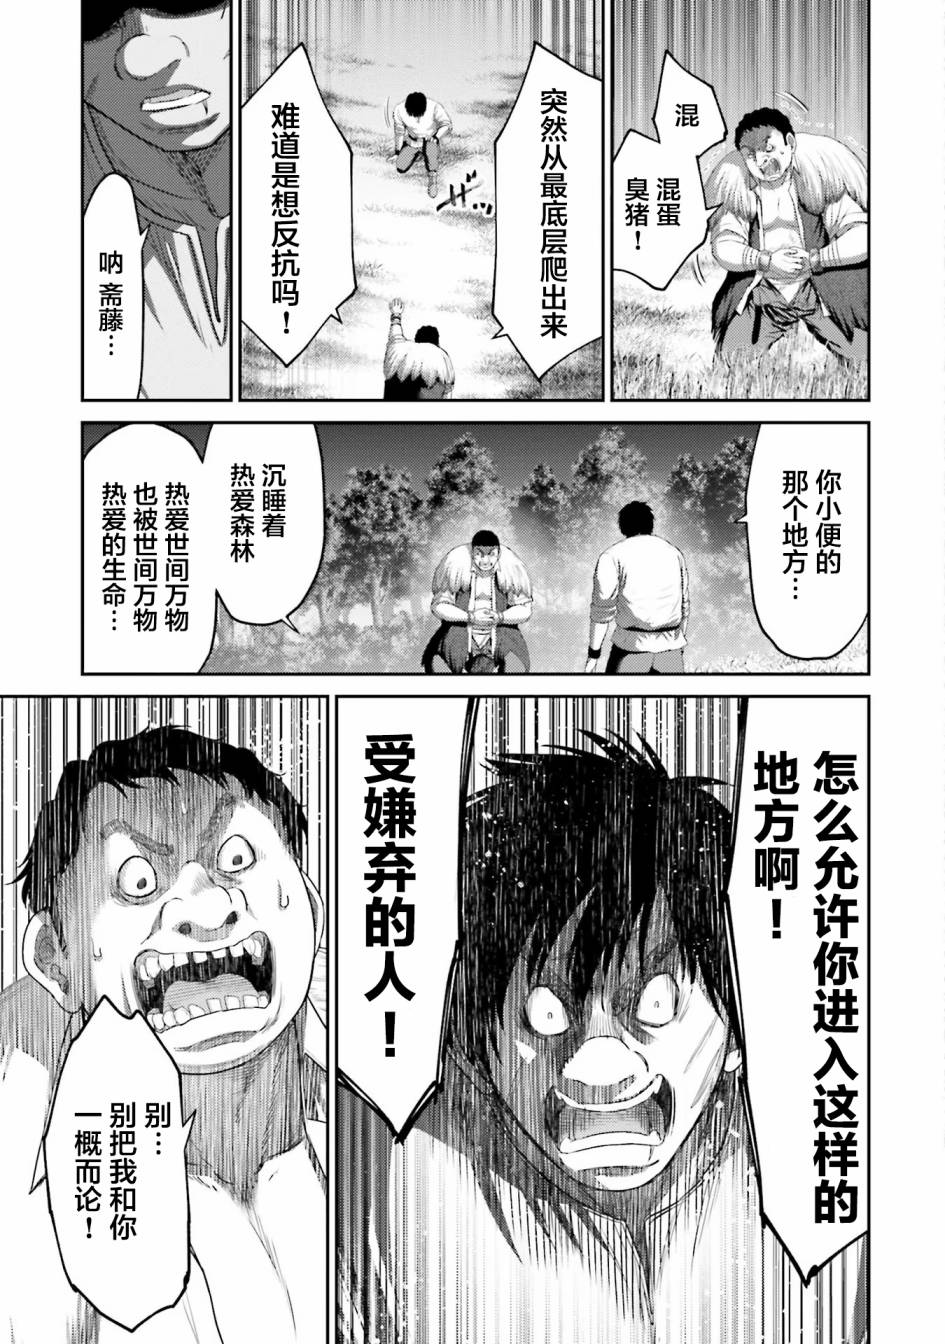 混
混蛋
臭猪！
突然从最底层爬出来
难道是想反抗吗！
呐 斋藤…
你小便的
那个地方…
沉睡着
热爱森林
热爱世间万物
也被世间万物
热爱的生命…
怎么允许你进入这样的
地方啊！
受嫌弃的人！
别…
别把我和你
一概而论！